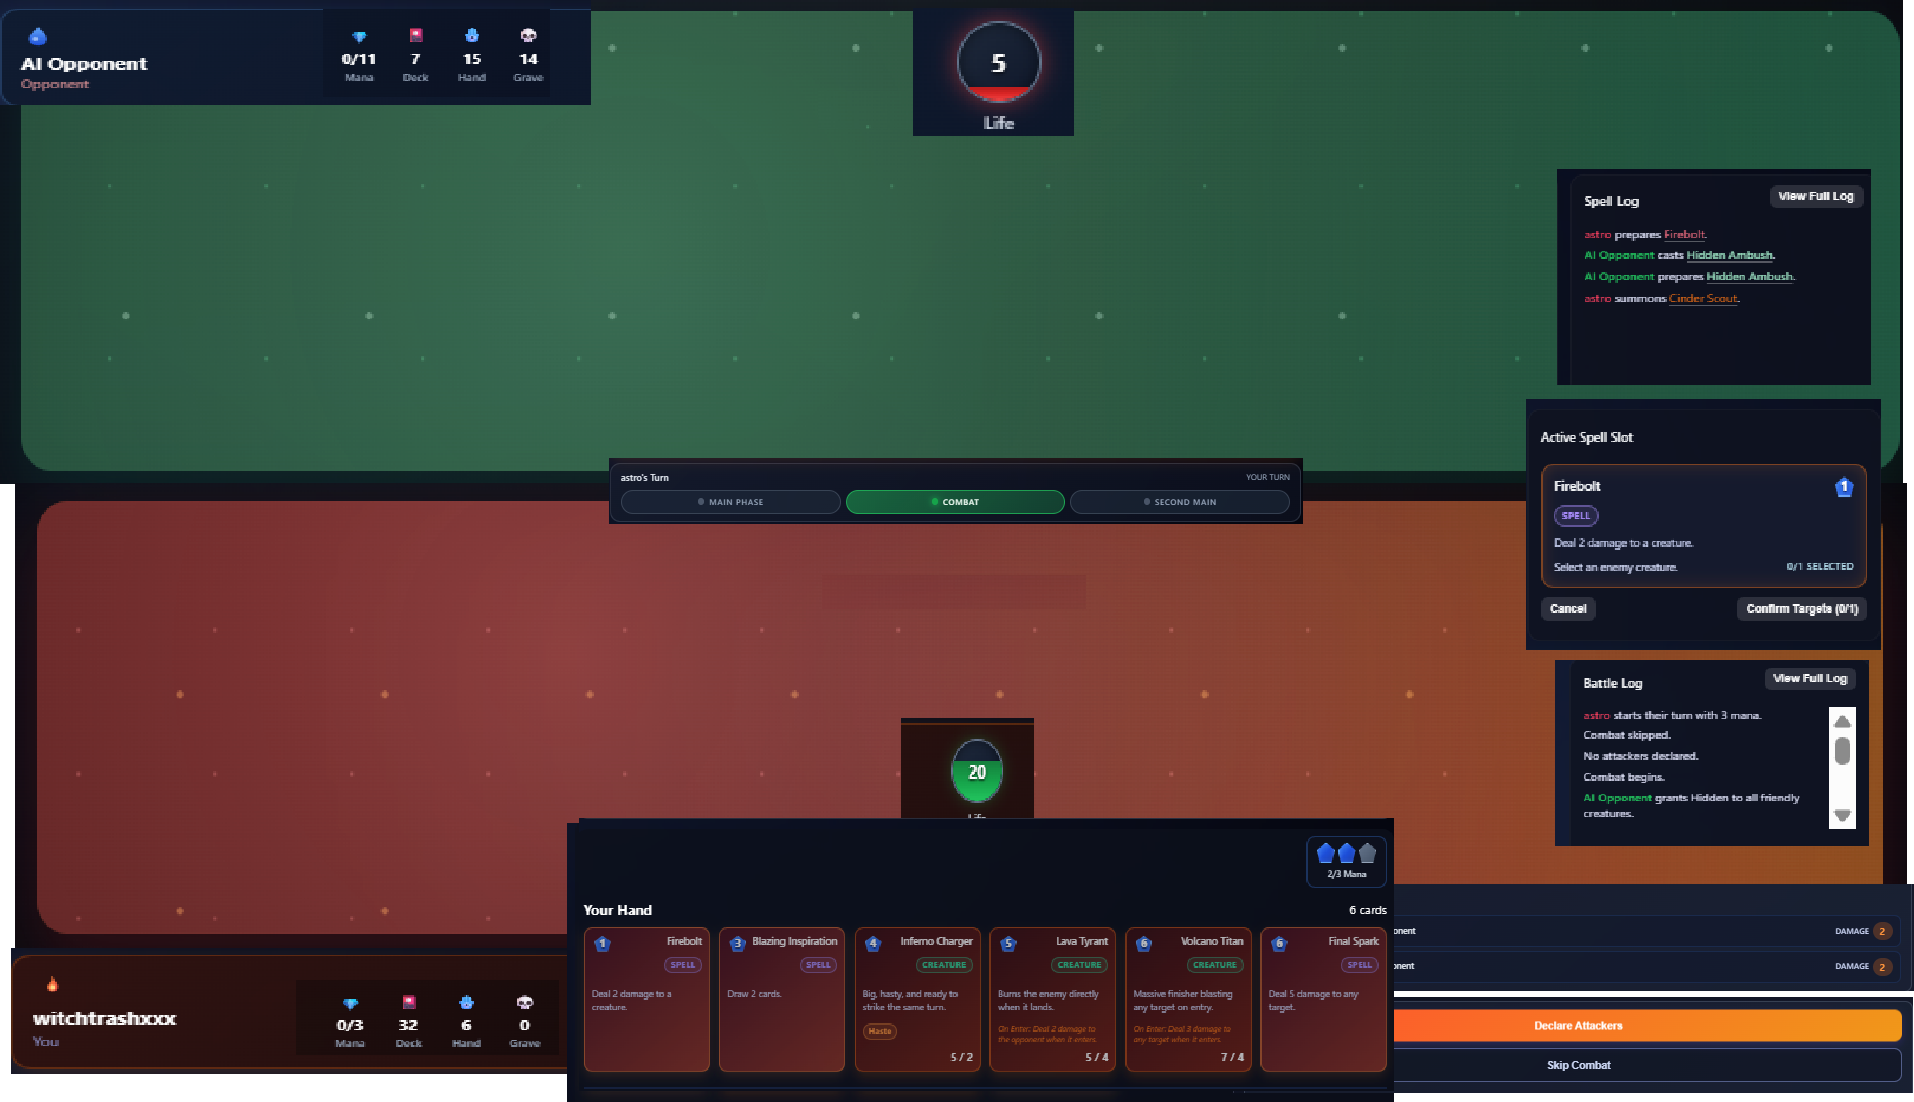 AI Opponent
Opponent
0/11
Mana
7
Deck
15
Hand
14
Grave
5
Life
Spell Log
View Full Log
astro prepares Firebolt.
AI Opponent casts Hidden Ambush.
AI Opponent prepares Hidden Ambush.
astro summons Cinder Scout.
Active Spell Slot
Firebolt
1
SPELL
Deal 2 damage to a creature.
Select an enemy creature.
0/1 SELECTED
Cancel
Confirm Targets (0/1)
astro's Turn
YOUR TURN
MAIN PHASE
COMBAT
SECOND MAIN
Battle Log
View Full Log
astro starts their turn with 3 mana.
Combat skipped.
No attackers declared.
Combat begins.
AI Opponent grants Hidden to all friendly
creatures.
20
Life
2/3 Mana
Your Hand
6 cards
1
Firebolt
SPELL
Deal 2 damage to a
creature.
3
Blazing Inspiration
SPELL
Draw 2 cards.
4
Inferno Charger
CREATURE
Big, hasty, and ready to
strike the same turn.
Haste
5 / 2
5
Lava Tyrant
CREATURE
Burns the enemy directly
when it lands.
On Enter: Deal 2 damage to
the opponent when it enters.
5 / 4
6
Volcano Titan
CREATURE
Massive finisher blasting
any target on entry.
On Enter: Deal 3 damage to
any target when it enters.
7 / 4
6
Final Spark
SPELL
Deal 5 damage to any
target.
witchtrashxxx
You
0/3
Mana
32
Deck
6
Hand
0
Grave
onent
DAMAGE 2
onent
DAMAGE 2
Declare Attackers
Skip Combat